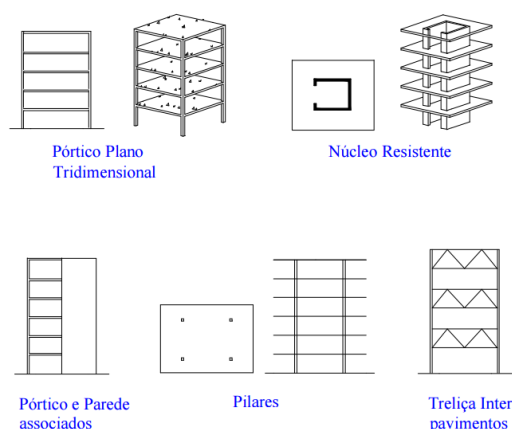 Pórtico Plano
Tridimensional
Núcleo Resistente
Pórtico e Parede
associados
Pilares
Treliça Inter
pavimentos